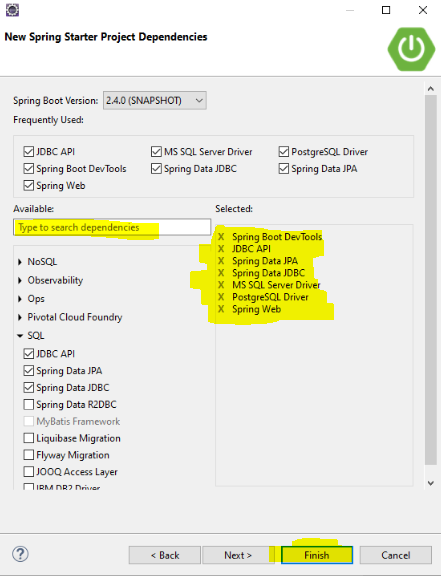 New Spring Starter Project Dependencies
Spring Boot Version: 2.4.0 (SNAPSHOT)
Frequently Used:
JDBC API MS SQL Server Driver PostgreSQL Driver
Spring Boot DevTools Spring Data JDBC Spring Data JPA
Spring Web
Available: Selected:
Type to search dependencies
X Spring Boot DevTools
X JDBC API
X Spring Data JPA
X Spring Data JDBC
X MS SQL Server Driver
X PostgreSQL Driver
X Spring Web
NoSQL
Observability
Ops
Pivotal Cloud Foundry
SQL
JDBC API
Spring Data JPA
Spring Data JDBC
Spring Data R2DBC
MyBatis Framework
Liquibase Migration
Flyway Migration
JOOQ Access Layer
IBM DB2 Driver
? < Back Next > Finish Cancel